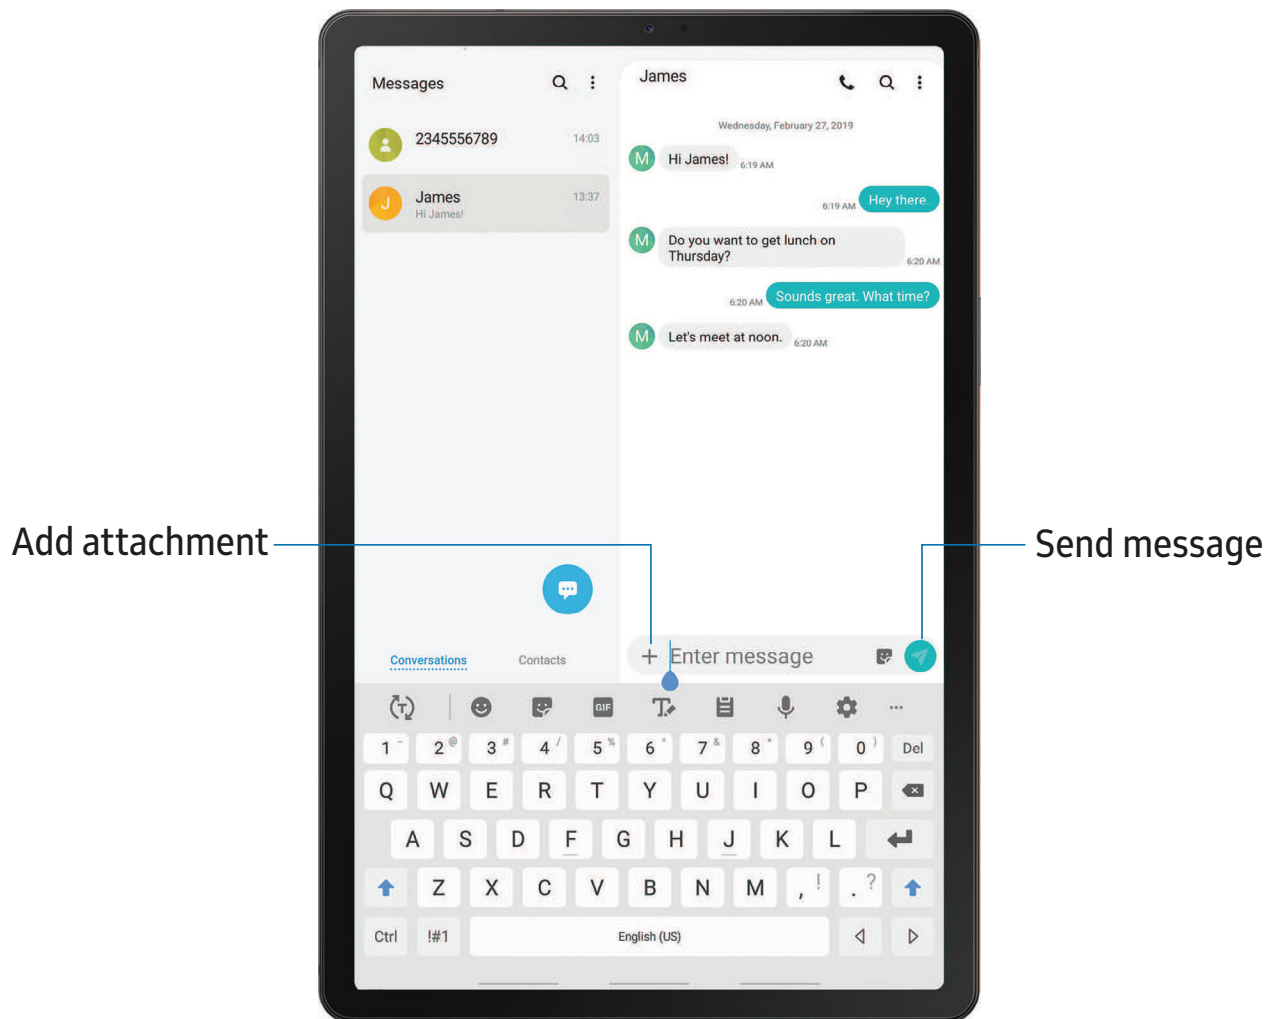 Messages
2345556789
14:03
J
James
13:37
Hi James!
Conversations
Contacts
James
Wednesday, February 27, 2019
M
Hi James!
6:19 AM
6:19 AM
Hey there.
M
Do you want to get lunch on
Thursday?
6:20 AM
6:20 AM
Sounds great. What time?
M
Let's meet at noon.
6:20 AM
Add attachment
Send message
Enter message
T
GIF
T
1 - 2 @ 3 # 4 / 5 % 6 ^ 7 & 8 * 9 ( 0 ) Del
Q W E R T Y U I O P
A S D F G H J K L
Z X C V B N M , ! . ?
Ctrl !#1 English (US)